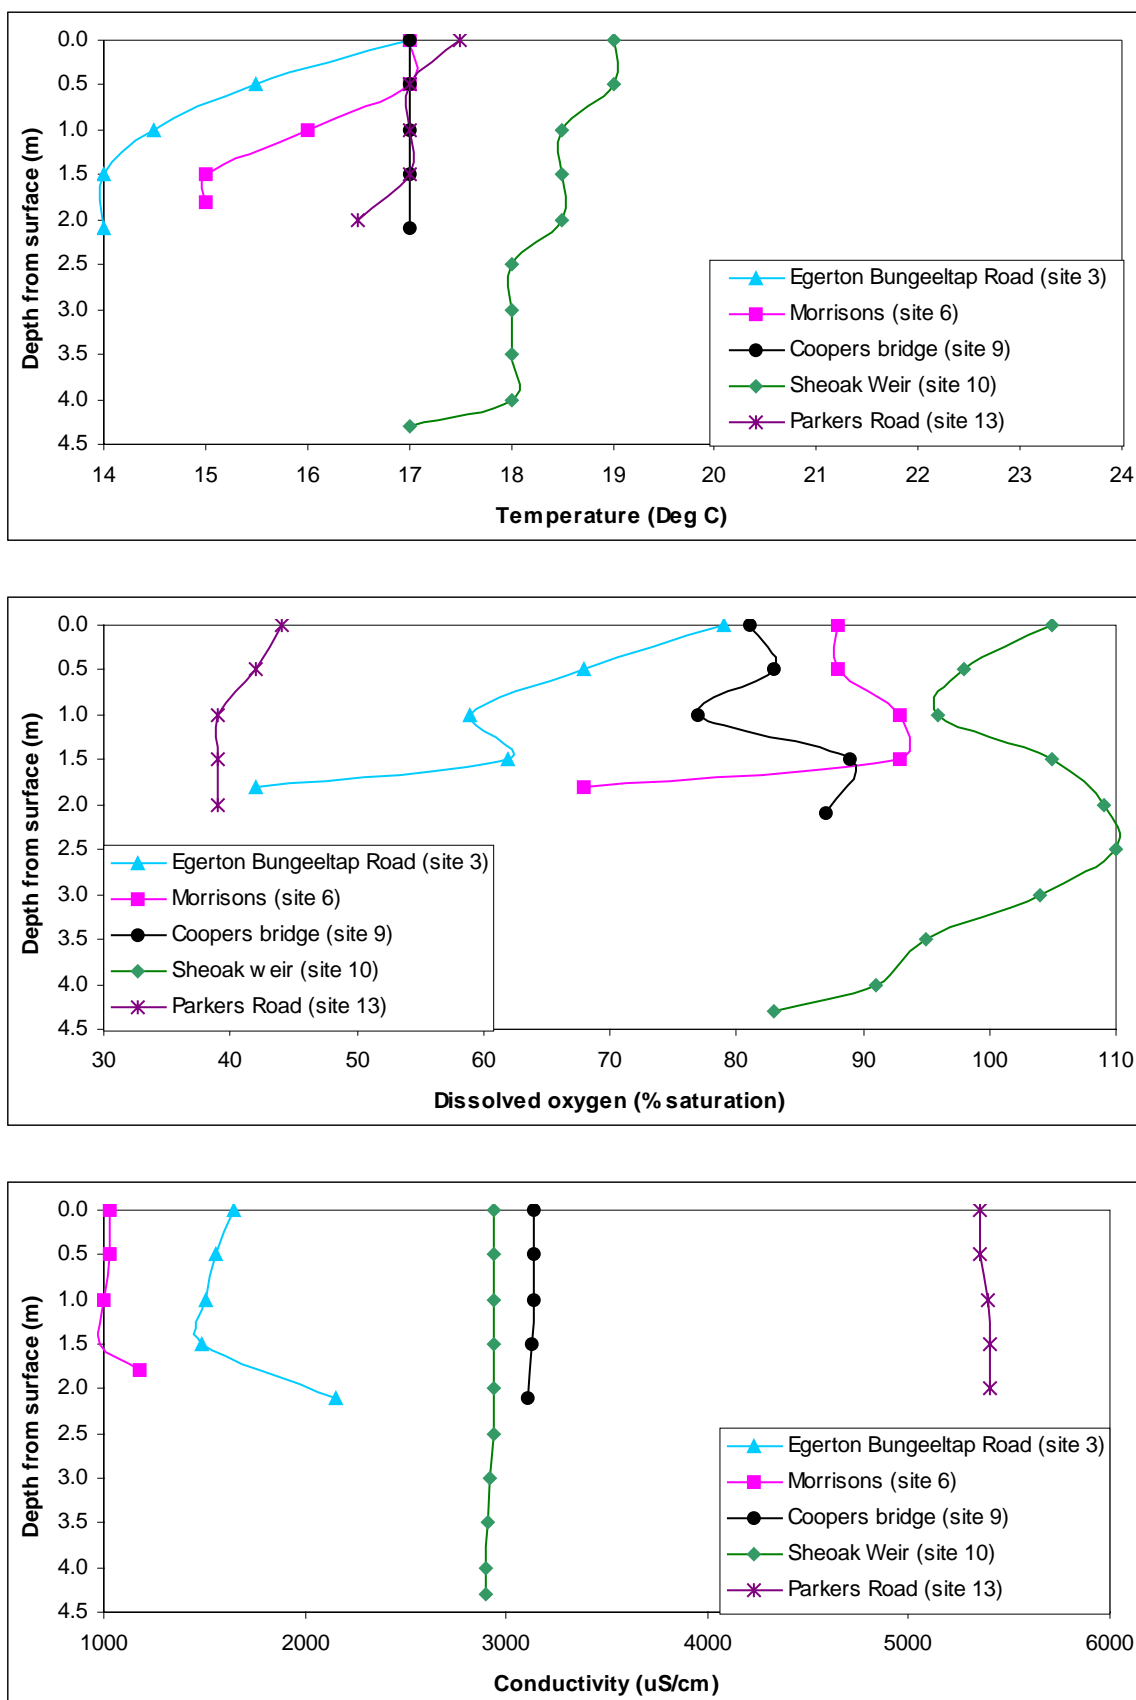 0.0
0.5
1.0
1.5
2.0
2.5
3.0
3.5
4.0
4.5
Depth from surface (m)
Egerton Bungeeltap Road (site 3)
Morrisons (site 6)
Coopers bridge (site 9)
Sheoak Weir (site 10)
Parkers Road (site 13)
14 15 16 17 18 19 20 21 22 23 24
Temperature (Deg C)
0.0
0.5
1.0
1.5
2.0
2.5
3.0
3.5
4.0
4.5
Depth from surface (m)
Egerton Bungeeltap Road (site 3)
Morrisons (site 6)
Coopers bridge (site 9)
Sheoak weir (site 10)
Parkers Road (site 13)
30 40 50 60 70 80 90 100 110
Dissolved oxygen (% saturation)
0.0
0.5
1.0
1.5
2.0
2.5
3.0
3.5
4.0
4.5
Depth from surface (m)
Egerton Bungeeltap Road (site 3)
Morrisons (site 6)
Coopers bridge (site 9)
Sheoak Weir (site 10)
Parkers Road (site 13)
1000 2000 3000 4000 5000 6000
Conductivity (uS/cm)